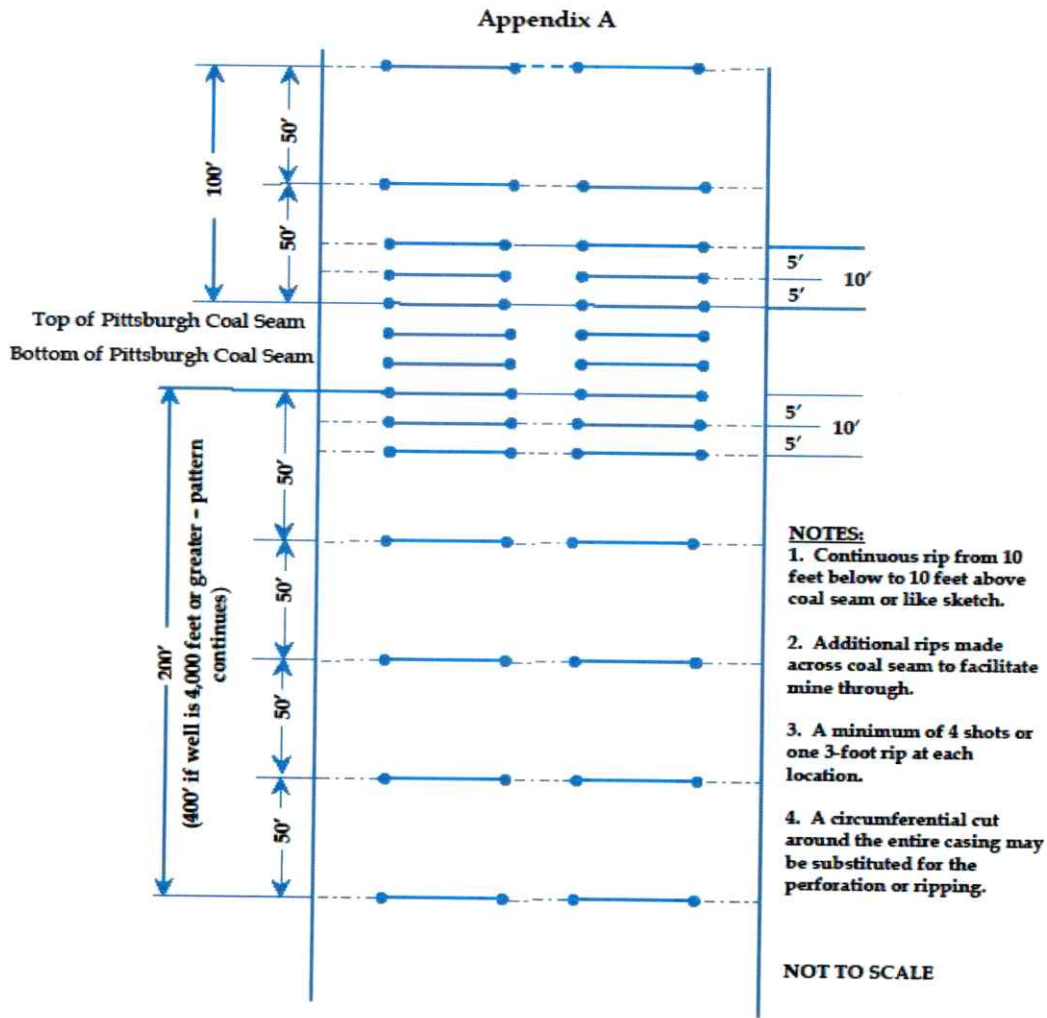 Appendix A
100'
50'
50'
5'
10'
5'
Top of Pittsburgh Coal Seam
Bottom of Pittsburgh Coal Seam
5'
10'
5'
200'
(400' if well is 4,000 feet or greater – pattern
continues)
50'
50'
50'
50'
NOTES:
1. Continuous rip from 10
feet below to 10 feet above
coal seam or like sketch.
2. Additional rips made
across coal seam to facilitate
mine through.
3. A minimum of 4 shots or
one 3-foot rip at each
location.
4. A circumferential cut
around the entire casing may
be substituted for the
perforation or ripping.
NOT TO SCALE